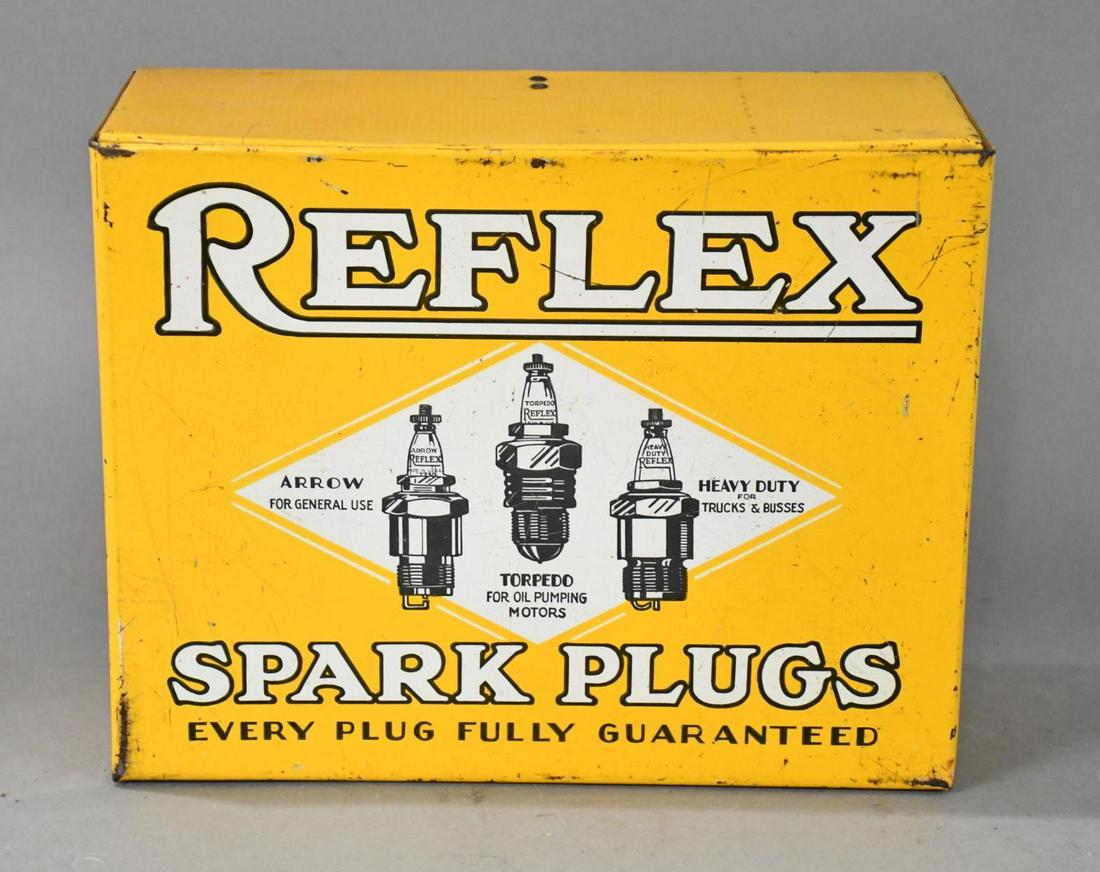 REFLEX
TORPEDO
REFLEX
ARROW
REFLEX
HEAVY
DUTY
REFLEX
ARROW
FOR GENERAL USE
HEAVY DUTY
FOR
TRUCKS & BUSSES
TORPEDO
FOR OIL PUMPING
MOTORS
SPARK PLUGS
EVERY PLUG FULLY GUARANTEED